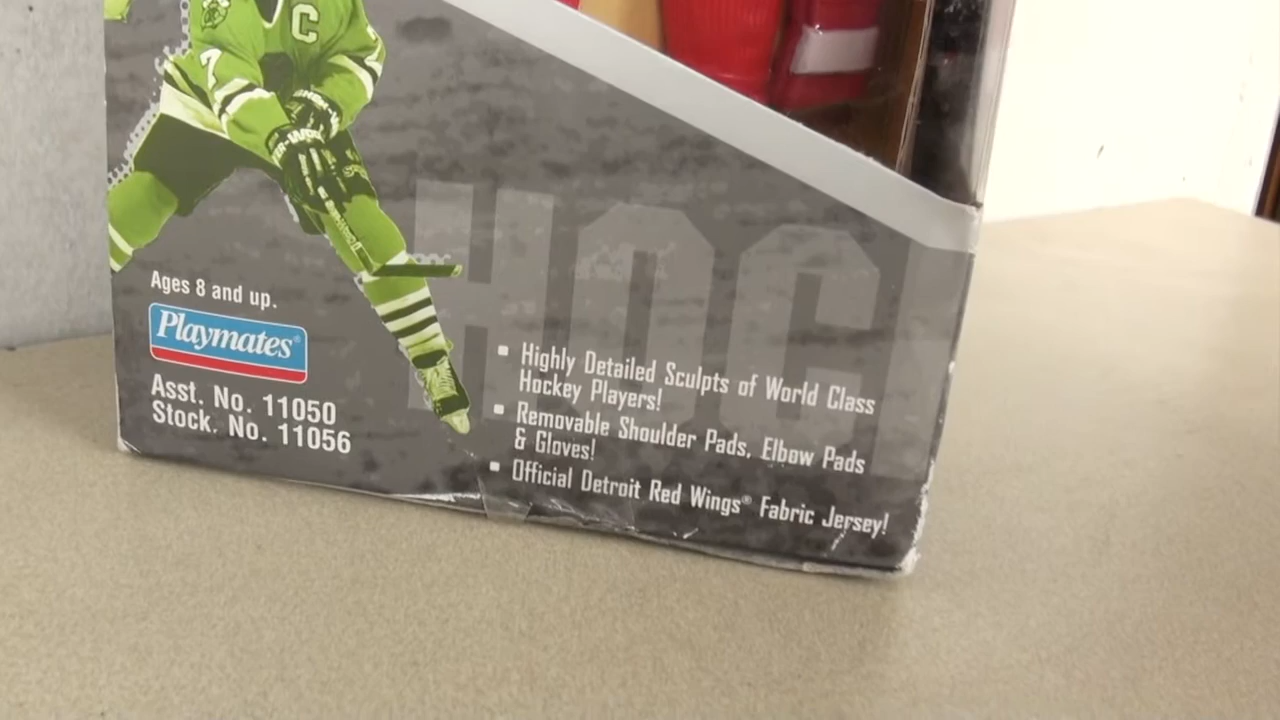 C
7
Ages 8 and up.
Playmates®
Asst. No. 11050
Stock. No. 11056
HOC
▪ Highly Detailed Sculpts of World Class
Hockey Players!
▪ Removable Shoulder Pads, Elbow Pads
& Gloves!
▪ Official Detroit Red Wings® Fabric Jersey!